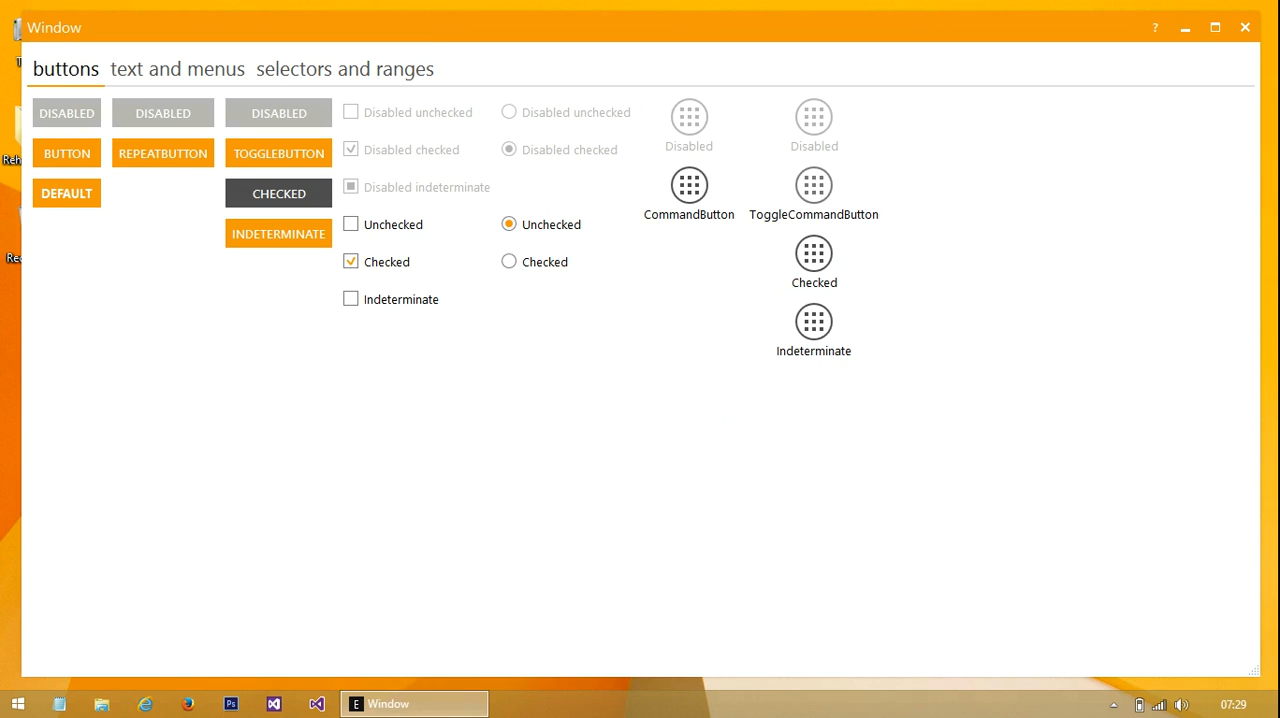 Window
?
buttons text and menus selectors and ranges
DISABLED DISABLED DISABLED Disabled unchecked Disabled unchecked
Disabled Disabled
BUTTON REPEATBUTTON TOGGLEBUTTON Disabled checked Disabled checked
DEFAULT CHECKED Disabled indeterminate
CommandButton ToggleCommandButton
INDETERMINATE Unchecked Unchecked
Checked Checked
Checked
Indeterminate
Indeterminate
Reh
Ps
E Window
07:29